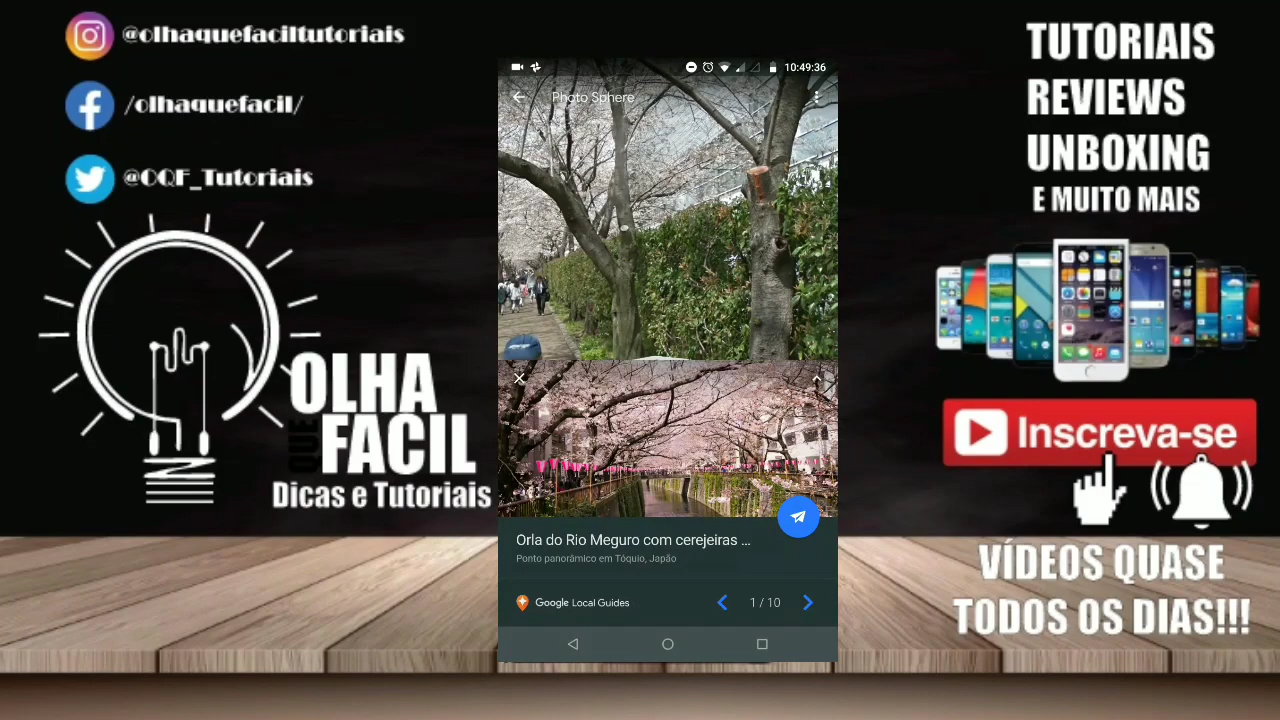 @olhaquefaciltutoriais
/olhaquefacil/
@OQF_Tutoriais
OLHA
QUE
FACIL
Dicas e Tutoriais
10:49:36
Photo Sphere
Orla do Rio Meguro com cerejeiras ...
Ponto panorâmico em Tóquio, Japão
Google Local Guides
1 / 10
TUTORIAIS
REVIEWS
UNBOXING
E MUITO MAIS
Inscreva-se
VÍDEOS QUASE
TODOS OS DIAS!!!